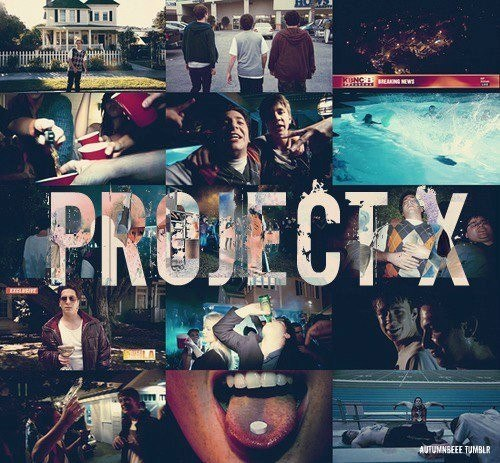 BREAKING NEWS
PROJECT X
EXCLUSIVE
AUTUMNSEEE.TUMBLR